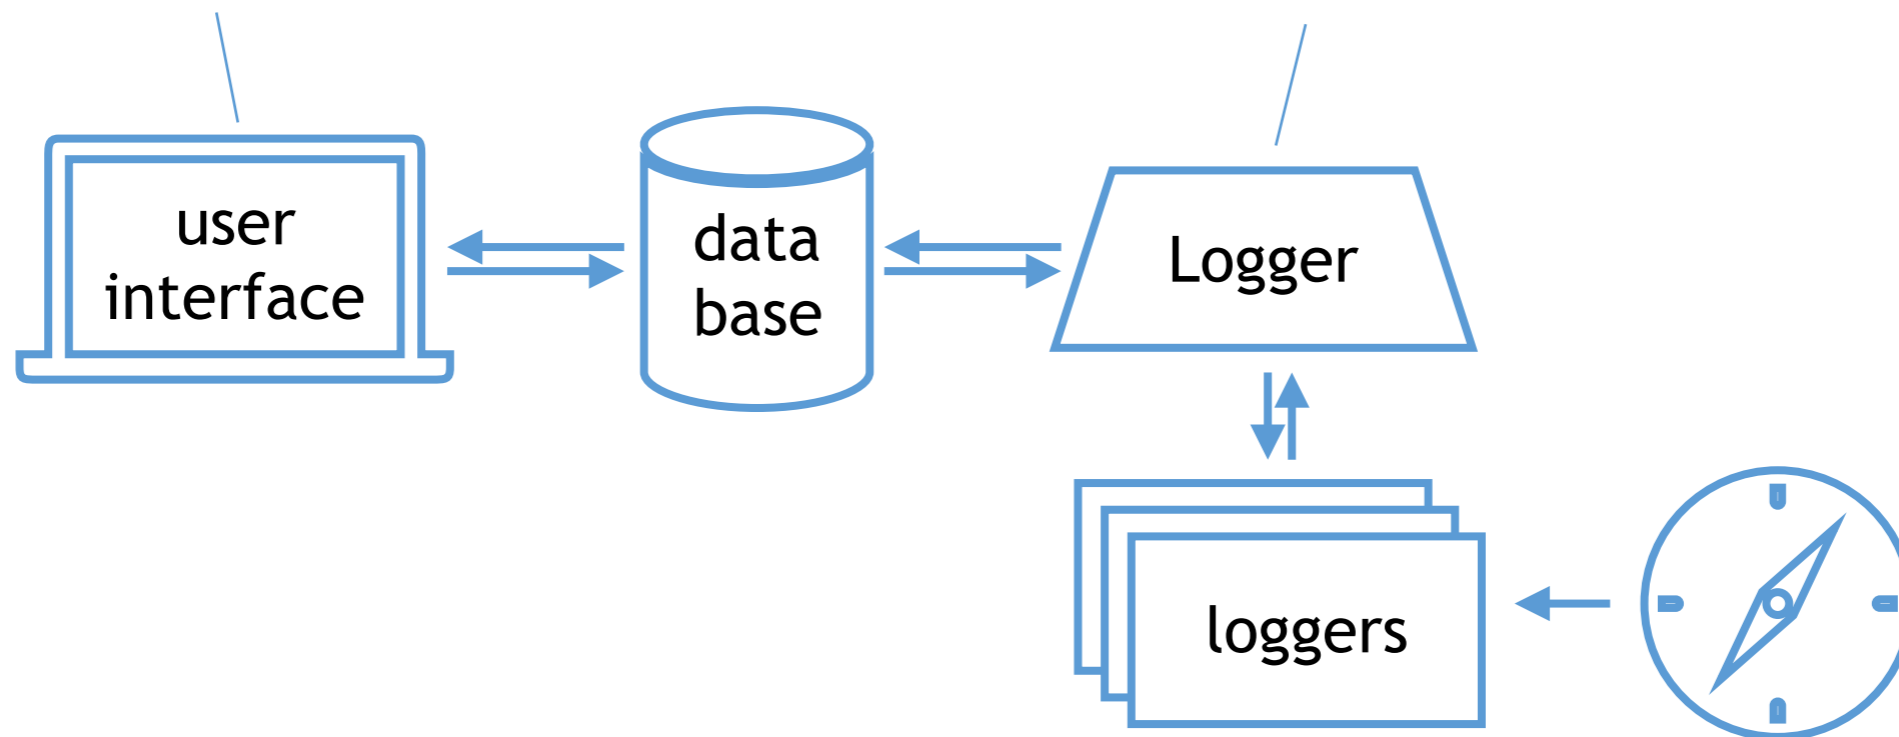 user
interface
data
base
Logger
loggers